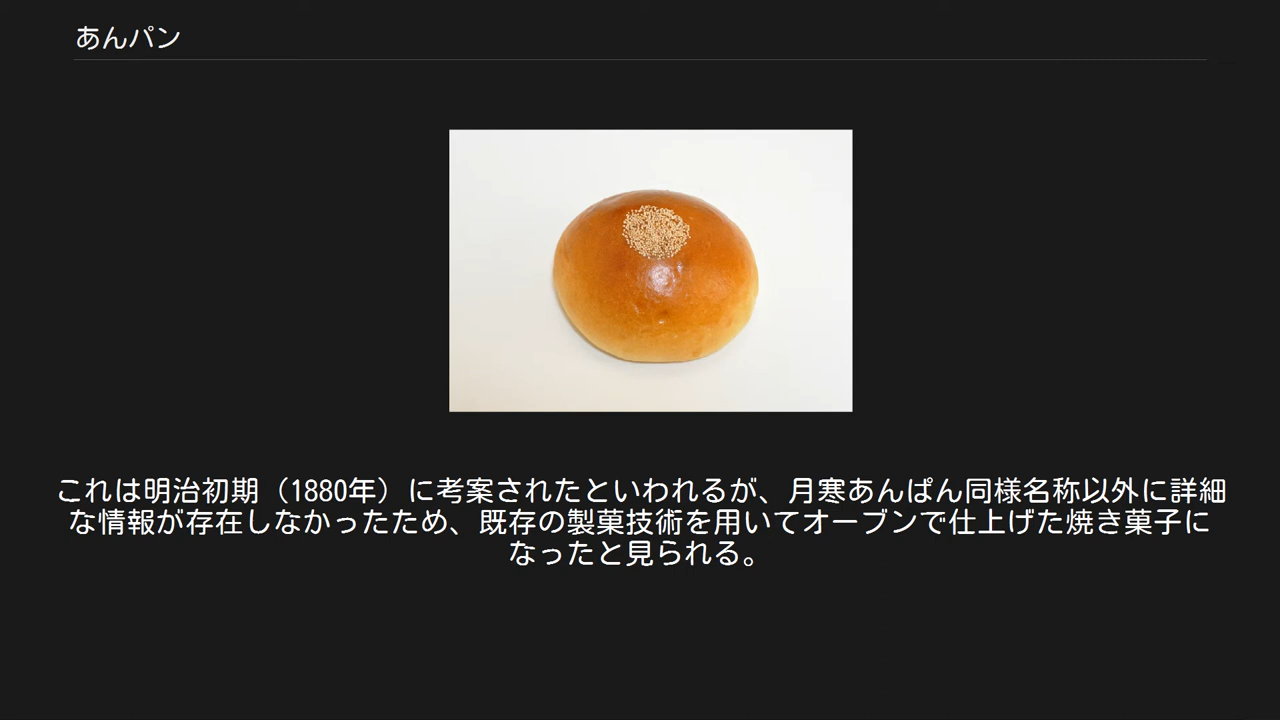 あんパン
これは明治初期（1880年）に考案されたといわれるが、月寒あんぱん同様名称以外に詳細
な情報が存在しなかったため、既存の製菓技術を用いてオーブンで仕上げた焼き菓子に
なったと見られる。